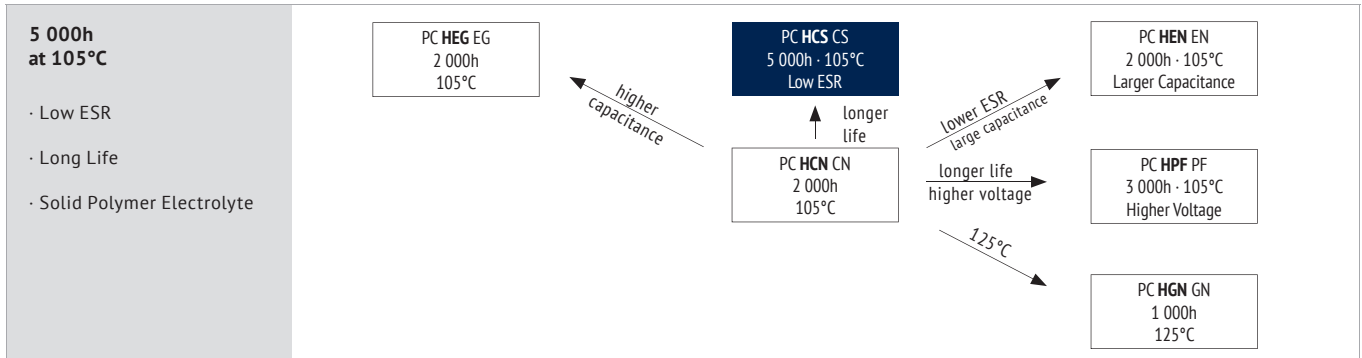 5 000h
at 105°C
· Low ESR
· Long Life
· Solid Polymer Electrolyte
PC HEG EG
2 000h
105°C
higher
capacitance
PC HCS CS
5 000h · 105°C
Low ESR
longer
life
PC HCN CN
2 000h
105°C
lower ESR
large capacitance
PC HEN EN
2 000h · 105°C
Larger Capacitance
longer life
higher voltage
PC HPF PF
3 000h · 105°C
Higher Voltage
125°C
PC HGN GN
1 000h
125°C